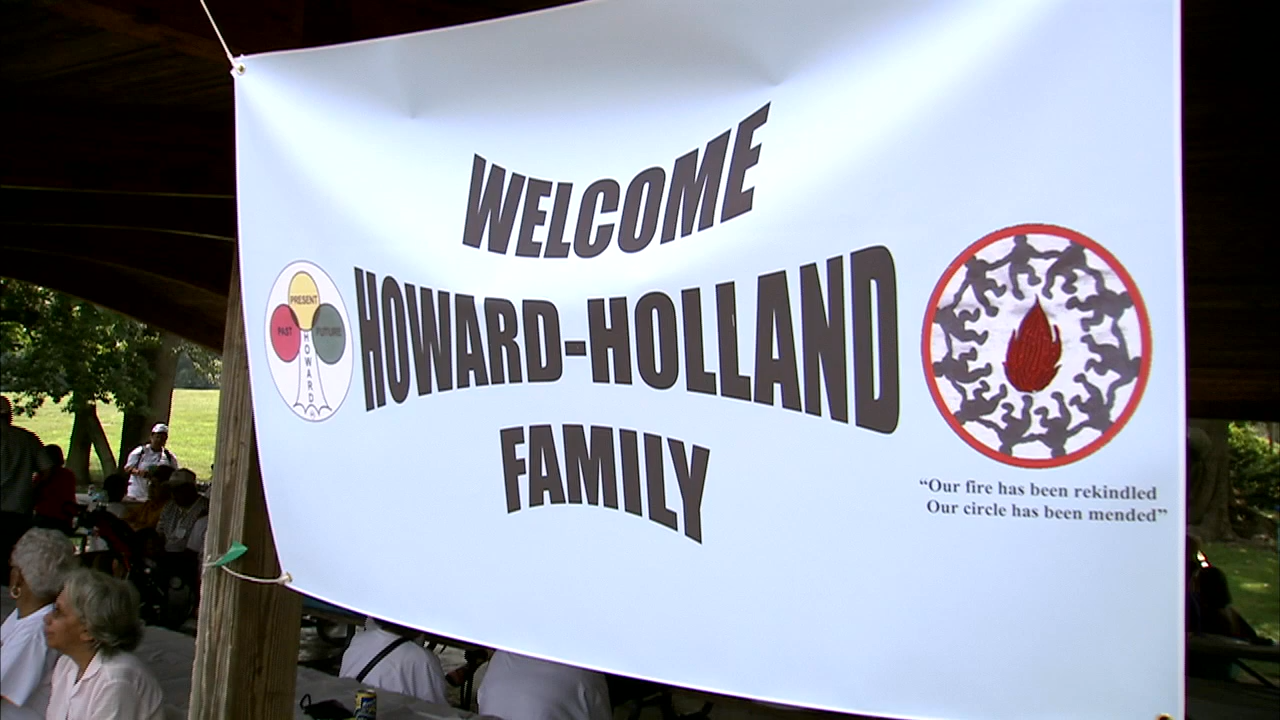 WELCOME
HOWARD-HOLLAND
FAMILY
PRESENT
PAST
FUTURE
HOWARD
“Our fire has been rekindled
Our circle has been mended”